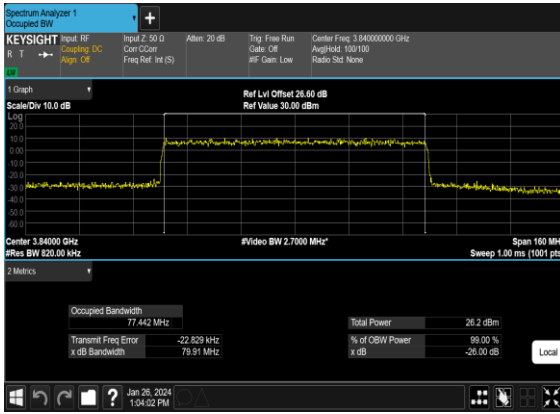 Spectrum Analyzer 1
Occupied BW
+
KEYSIGHT
R T
LW
Input: RF
Coupling: DC
Align: Off
Input Z: 50 Ω
Corr CCorr
Freq Ref: Int (S)
Atten: 20 dB
Trig: Free Run
Gate: Off
#IF Gain: Low
Center Freq: 3.840000000 GHz
Avg|Hold: 100/100
Radio Std: None
1 Graph
Scale/Div 10.0 dB
Ref Lvl Offset 26.60 dB
Ref Value 30.00 dBm
Log
20.0
10.0
0.00
-10.0
-20.0
-30.0
-40.0
-50.0
-60.0
Center 3.84000 GHz
#Res BW 820.00 kHz
#Video BW 2.7000 MHz*
Span 160 MH
Sweep 1.00 ms (1001 pts
2 Metrics
Occupied Bandwidth
77.442 MHz
Transmit Freq Error -22.829 kHz
x dB Bandwidth 79.91 MHz
Total Power 26.2 dBm
% of OBW Power 99.00 %
x dB -26.00 dB
Local
?
Jan 26, 2024
1:04:02 PM